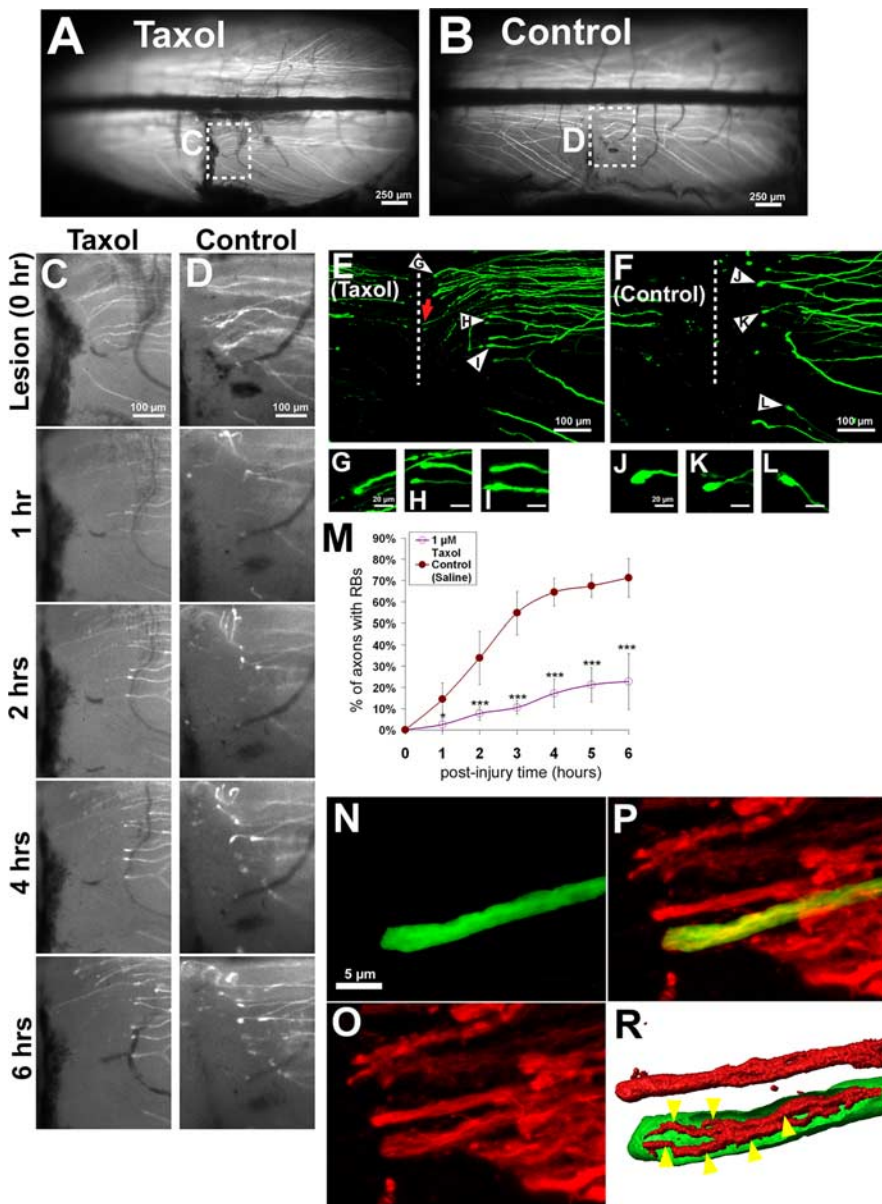 A Taxol
250 µm
B Control
250 µm
C
D
Taxol Control
C
D
Lesion (0 hr)
100 µm
100 µm
1 hr
2 hrs
4 hrs
6 hrs
E
(Taxol)
G
H
I
100 µm
F
(Control)
J
K
L
100 µm
G
20 µm
H
I
J
20 µm
K
L
M
1 µM
Taxol
Control
(Saline)
% of axons with RBs
90%
80%
70%
60%
50%
40%
30%
20%
10%
0%
*
***
***
***
***
***
0 1 2 3 4 5 6
post-injury time (hours)
N
5 µm
P
O
R